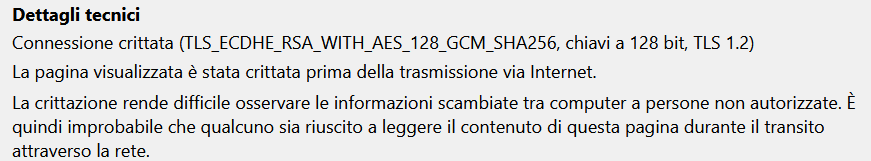 Dettagli tecnici
Connessione crittata (TLS_ECDHE_RSA_WITH_AES_128_GCM_SHA256, chiavi a 128 bit, TLS 1.2)
La pagina visualizzata è stata crittata prima della trasmissione via Internet.
La crittazione rende difficile osservare le informazioni scambiate tra computer a persone non autorizzate. È
quindi improbabile che qualcuno sia riuscito a leggere il contenuto di questa pagina durante il transito
attraverso la rete.